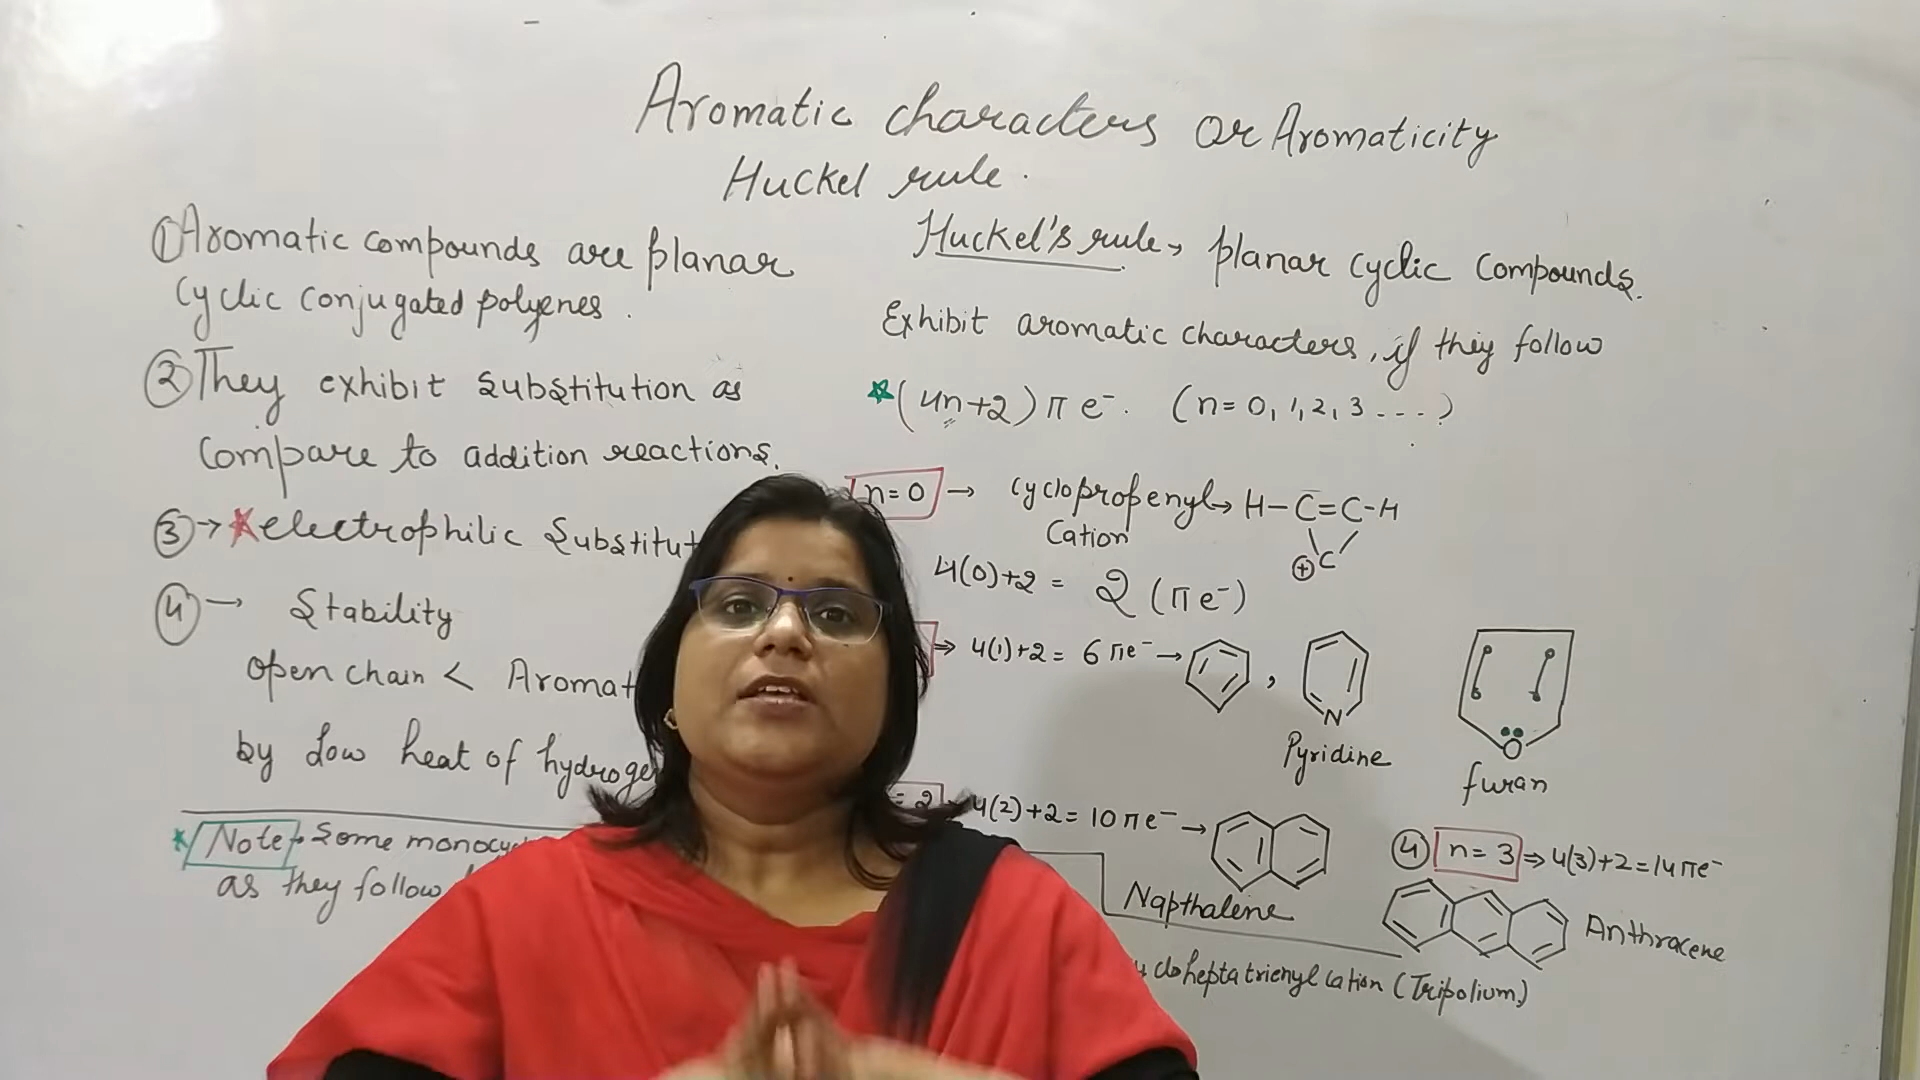 Aromatic characters or Aromaticity
Huckel rule.
① Aromatic compounds are planar
cyclic conjugated polyenes.
② They exhibit substitution as
compare to addition reactions.
③ → electrophilic Substitut
④ → Stability
open chain < Aromat
by low heat of hydroge
Note → Some monocyc
as they follow
Huckel's rule → planar cyclic compounds.
Exhibit aromatic characters, if they follow
(4n+2) π e⁻. (n= 0, 1, 2, 3 ----)
n=0 → cyclopropenyl → H-C=C-H
Cation
⊕ C
4(0)+2 = 2 (π e⁻)
⇒ 4(1)+2 = 6 π e⁻ → ,
N
Pyridine
O
furan
= 2 → 4(2)+2 = 10 π e⁻ →
Napthalene
④ n= 3 ⇒ 4(3)+2 = 14 π e⁻
Anthracene
cloheptatrienyl cation (Tripolium)